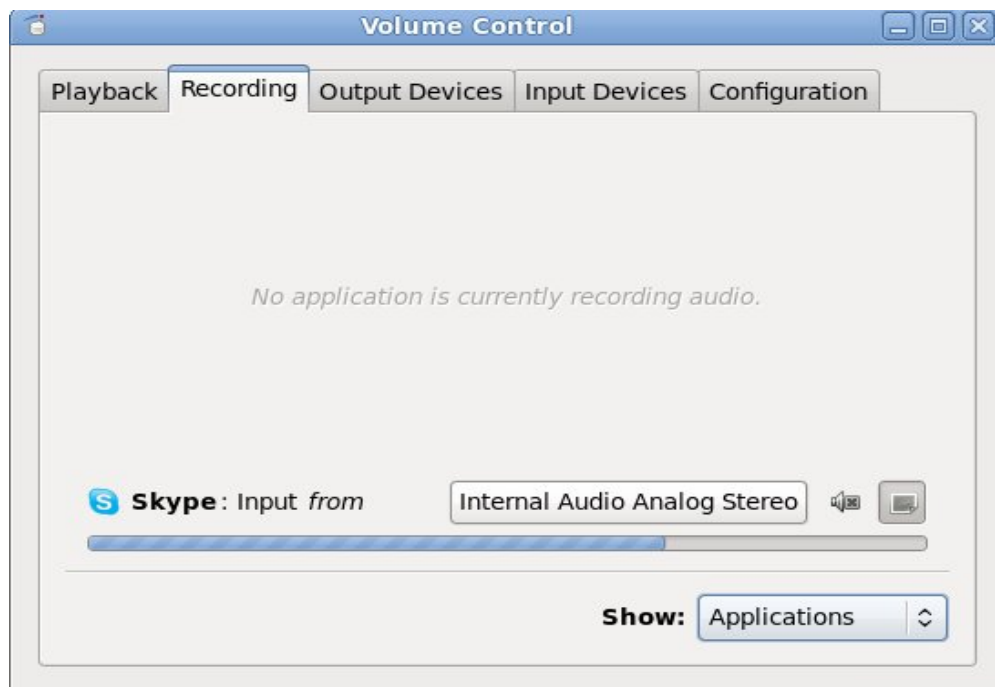 Volume Control
Playback Recording Output Devices Input Devices Configuration
No application is currently recording audio.
Skype: Input from Internal Audio Analog Stereo
Show: Applications